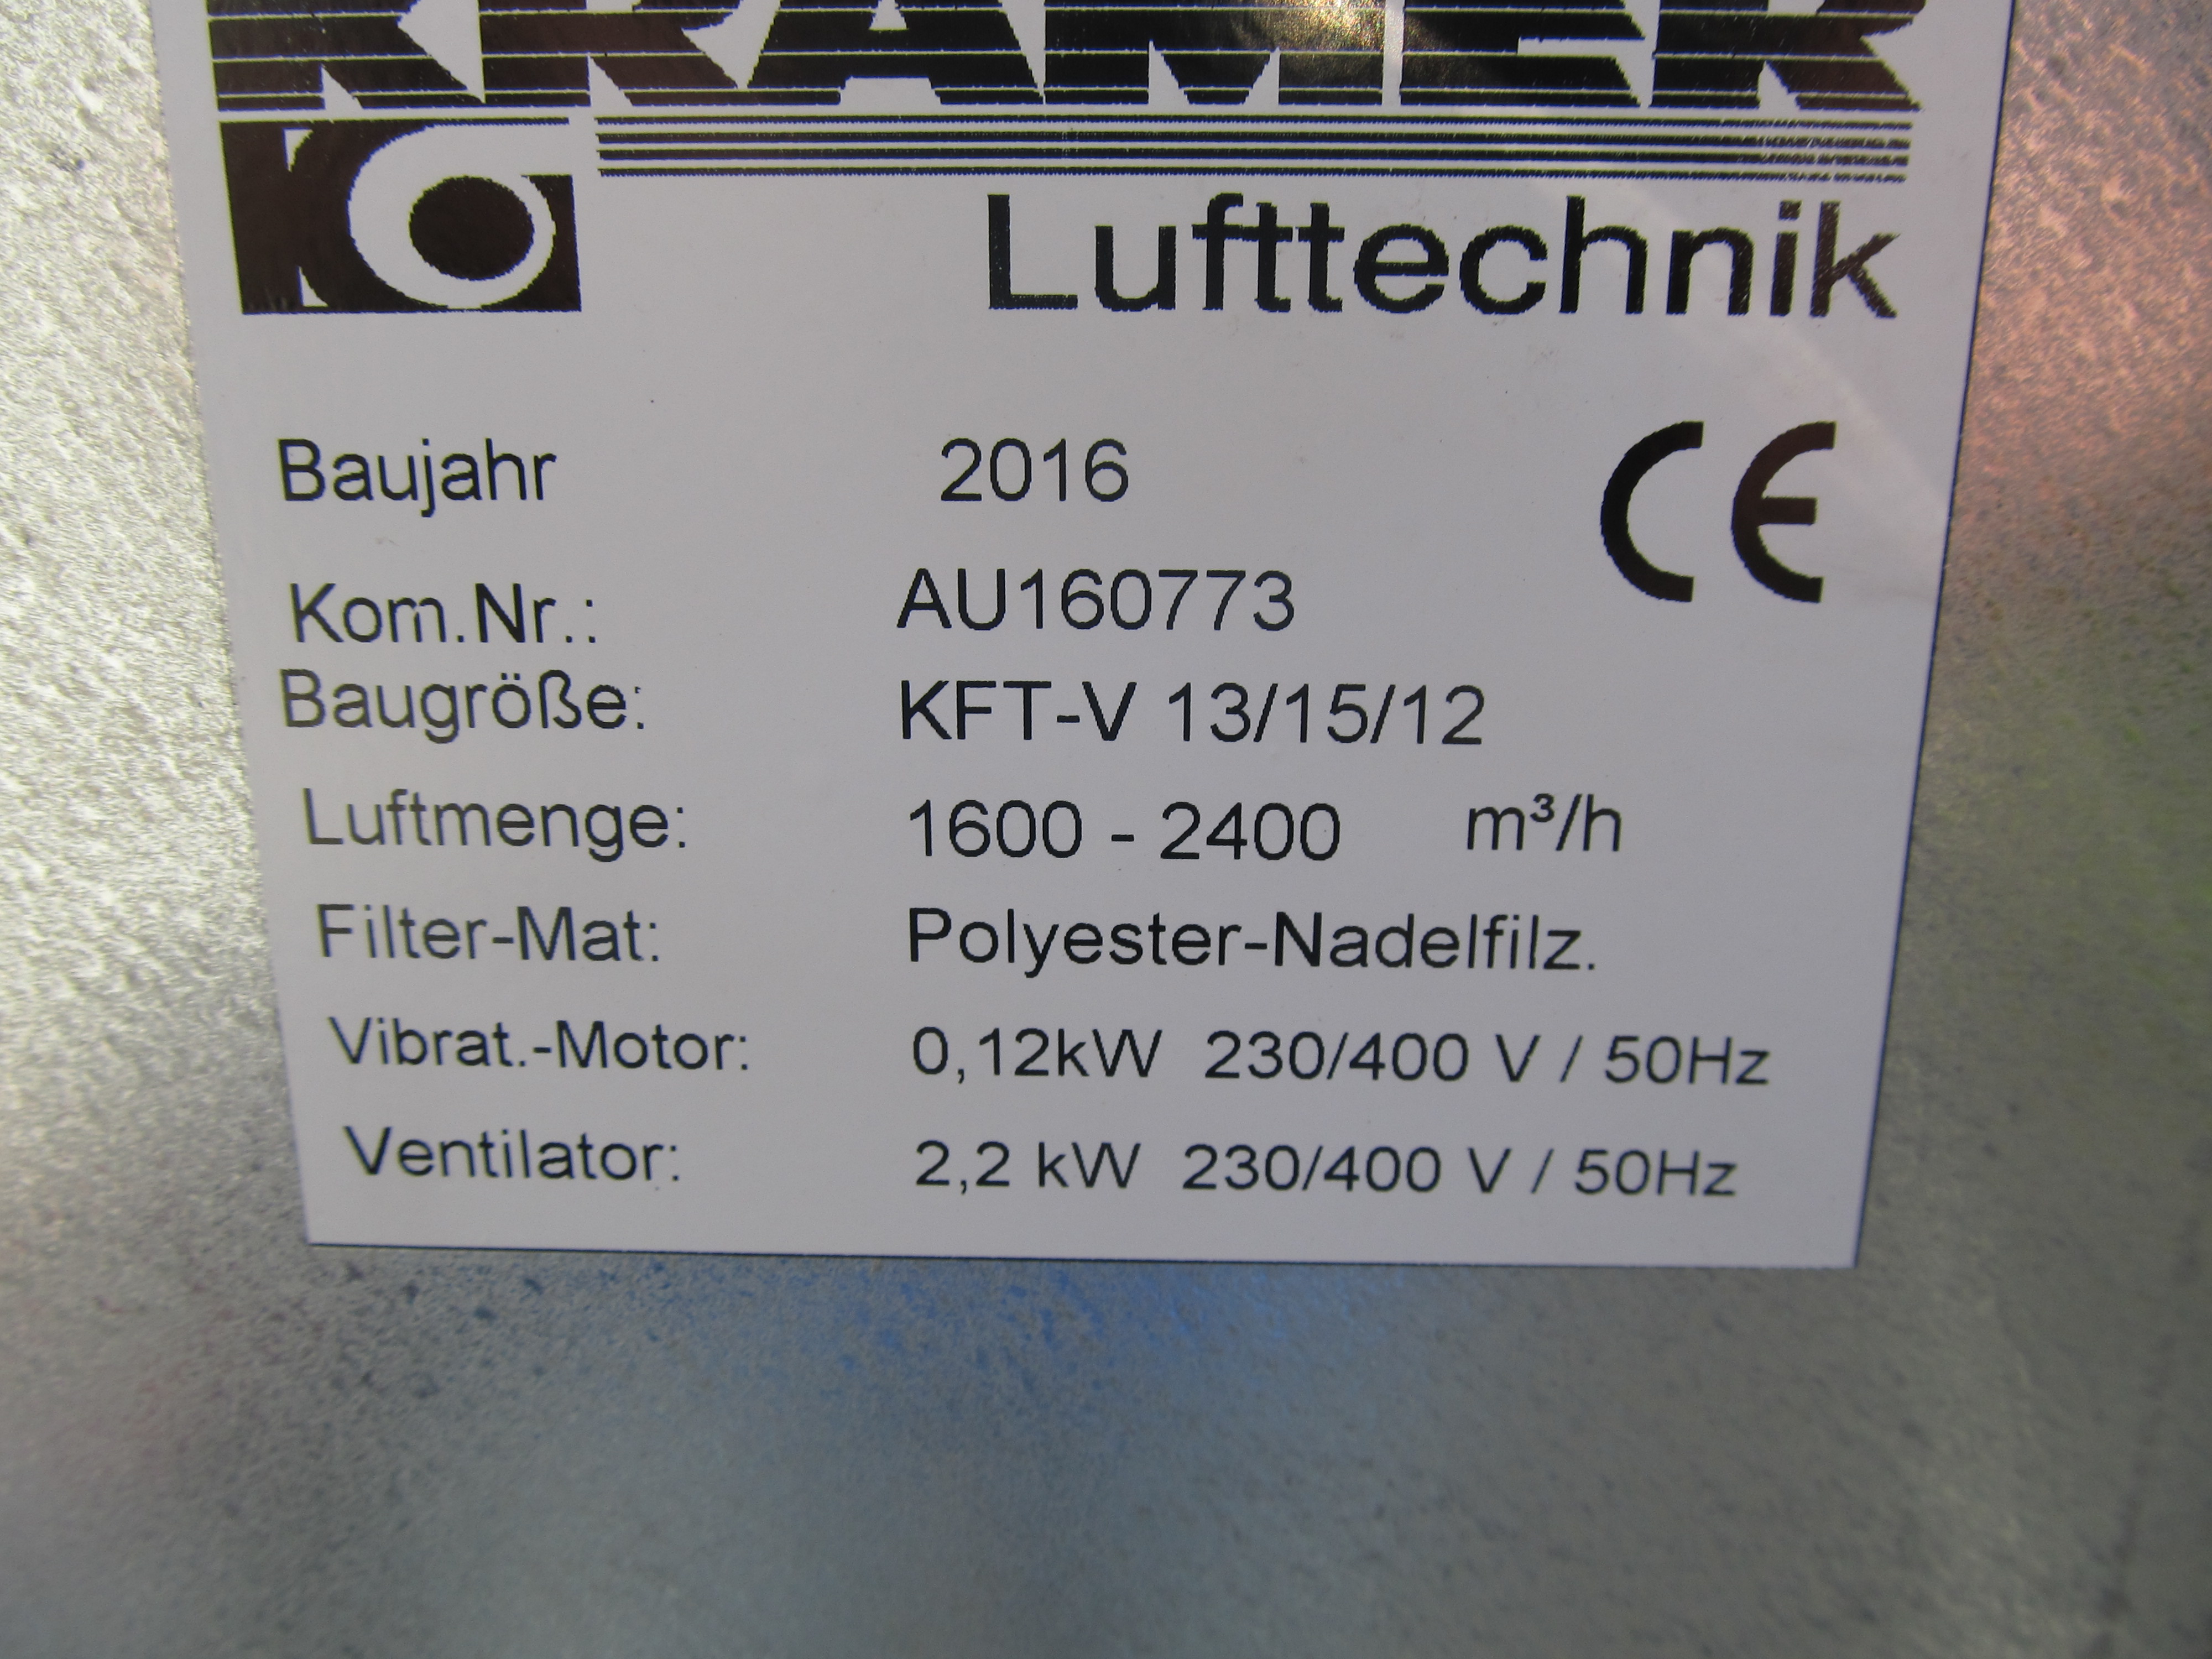 KRAMER
Lufttechnik
Baujahr 2016
CE
Kom.Nr.: AU160773
Baugröße: KFT-V 13/15/12
Luftmenge: 1600 - 2400 m³/h
Filter-Mat: Polyester-Nadelfilz.
Vibrat.-Motor: 0,12kW 230/400 V / 50Hz
Ventilator: 2,2 kW 230/400 V / 50Hz